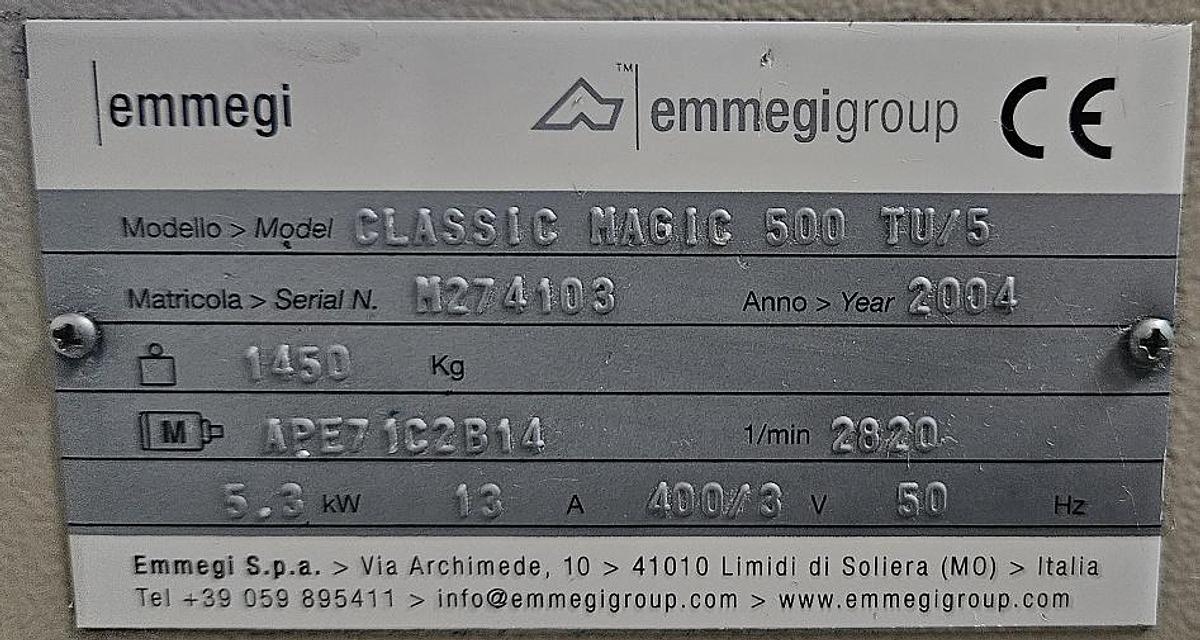 emmegi ™ emmegigroup CE
Modello > Model CLASSIC MAGIC 500 TU/5
Matricola > Serial N. M274103 Anno > Year 2004
1450 Kg
M APE71C2B14 1/min 2820
5.3 kW 13 A 400/3 V 50 Hz
Emmegi S.p.a. > Via Archimede, 10 > 41010 Limidi di Soliera (MO) > Italia
Tel +39 059 895411 > info@emmegigroup.com > www.emmegigroup.com